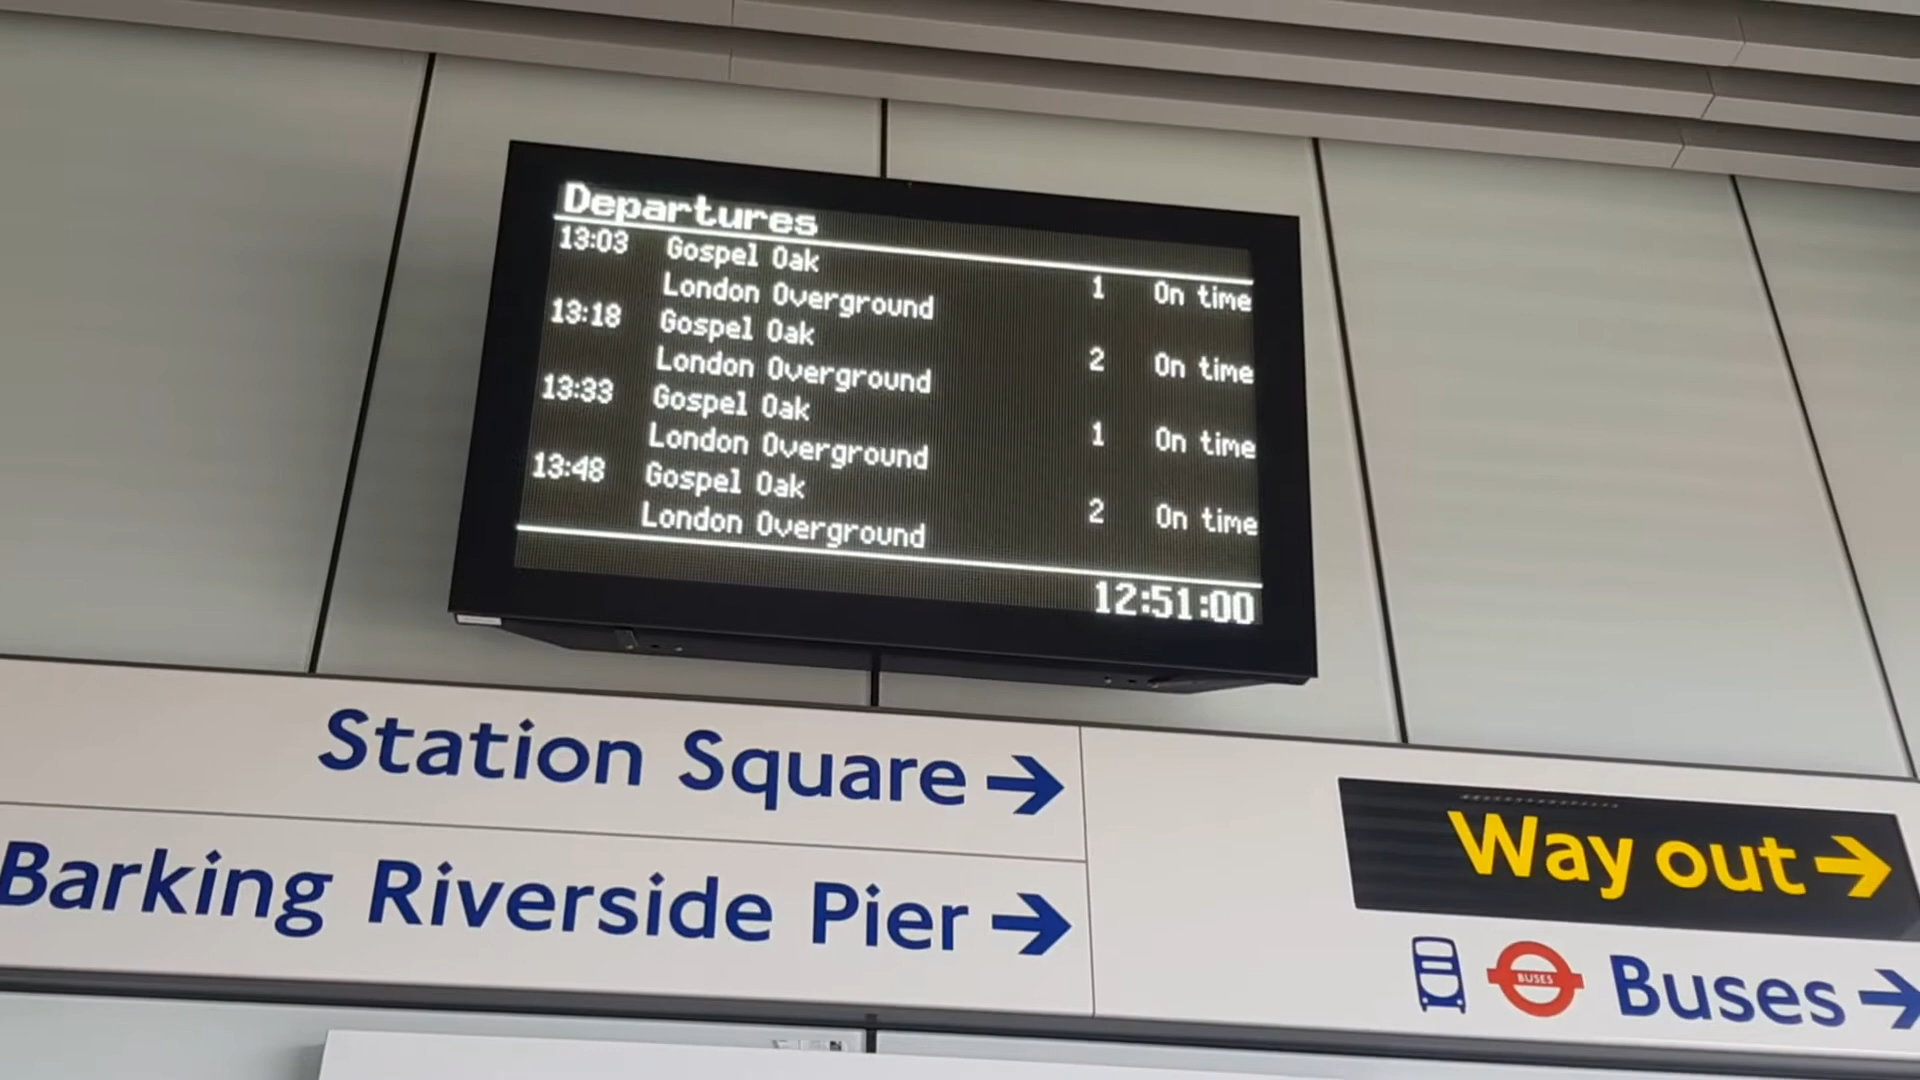 Departures
13:03 Gospel Oak 1 On time
London Overground
13:18 Gospel Oak 2 On time
London Overground
13:33 Gospel Oak 1 On time
London Overground
13:48 Gospel Oak 2 On time
London Overground
12:51:00
Station Square
Barking Riverside Pier
Way out
BUSES Buses